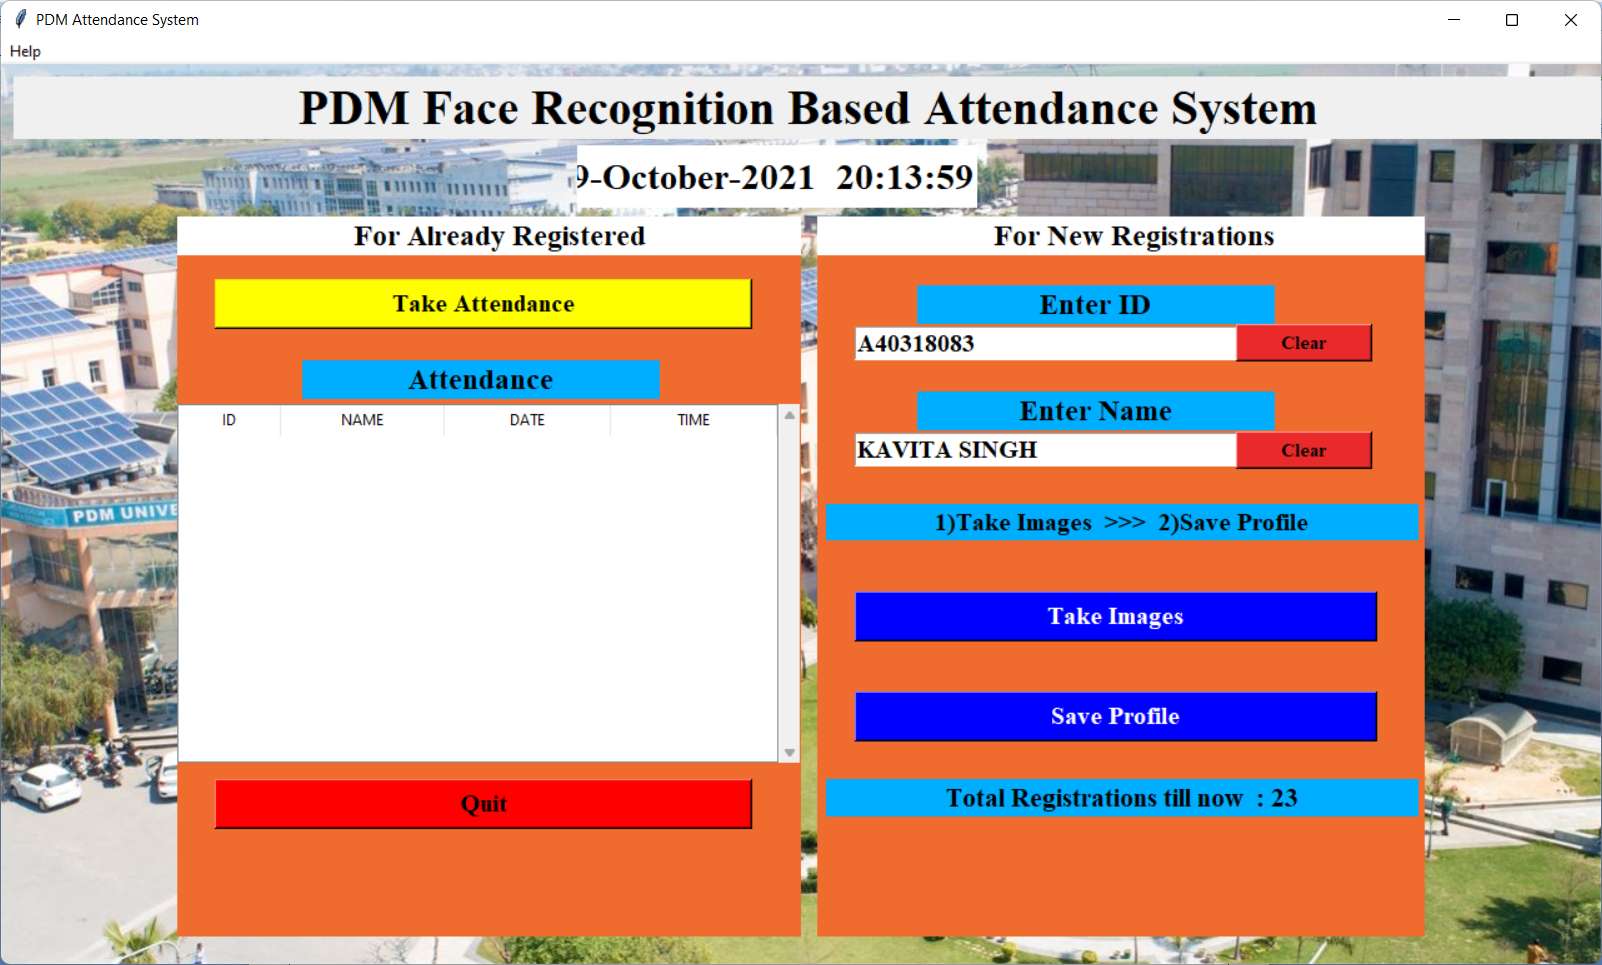 PDM Attendance System
Help
PDM Face Recognition Based Attendance System
9-October-2021 20:13:59
For Already Registered
Take Attendance
Attendance
ID NAME DATE TIME
Quit
For New Registrations
Enter ID
A40318083 Clear
Enter Name
KAVITA SINGH Clear
1)Take Images >>> 2)Save Profile
Take Images
Save Profile
Total Registrations till now : 23
PDM UNIVE